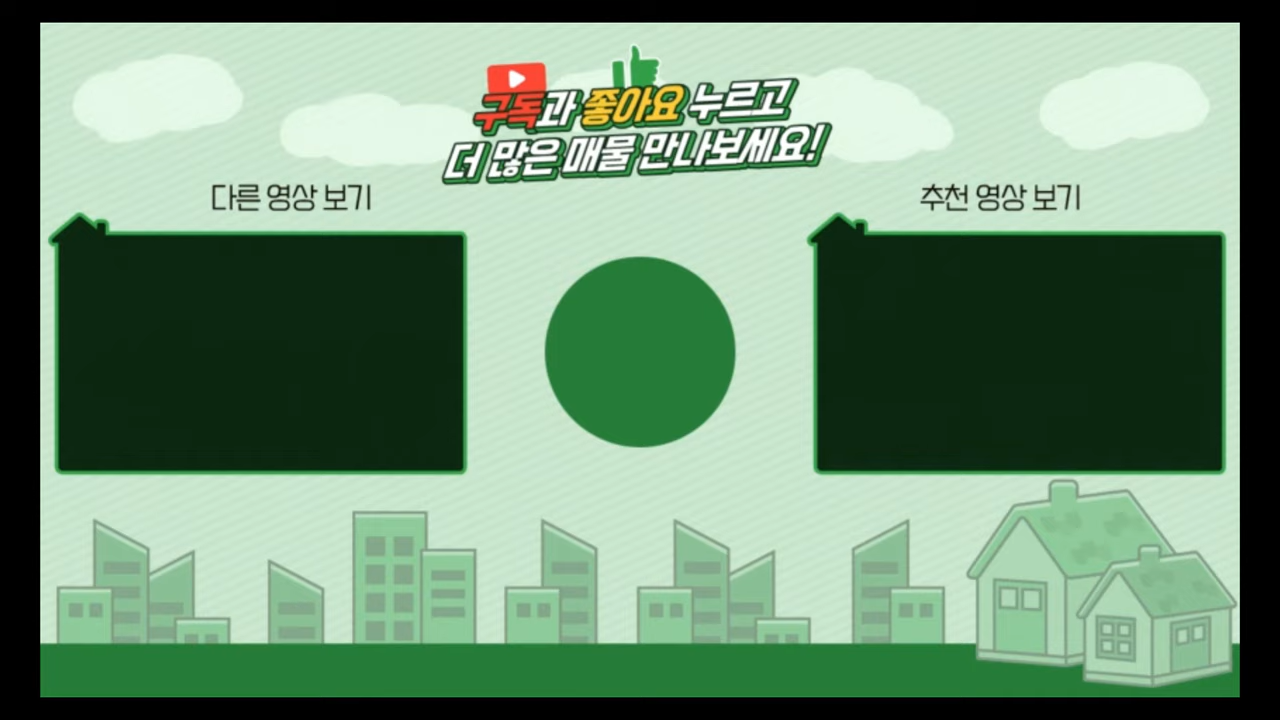 구독과 좋아요 누르고
더 많은 매물 만나보세요!
다른 영상 보기
추천 영상 보기